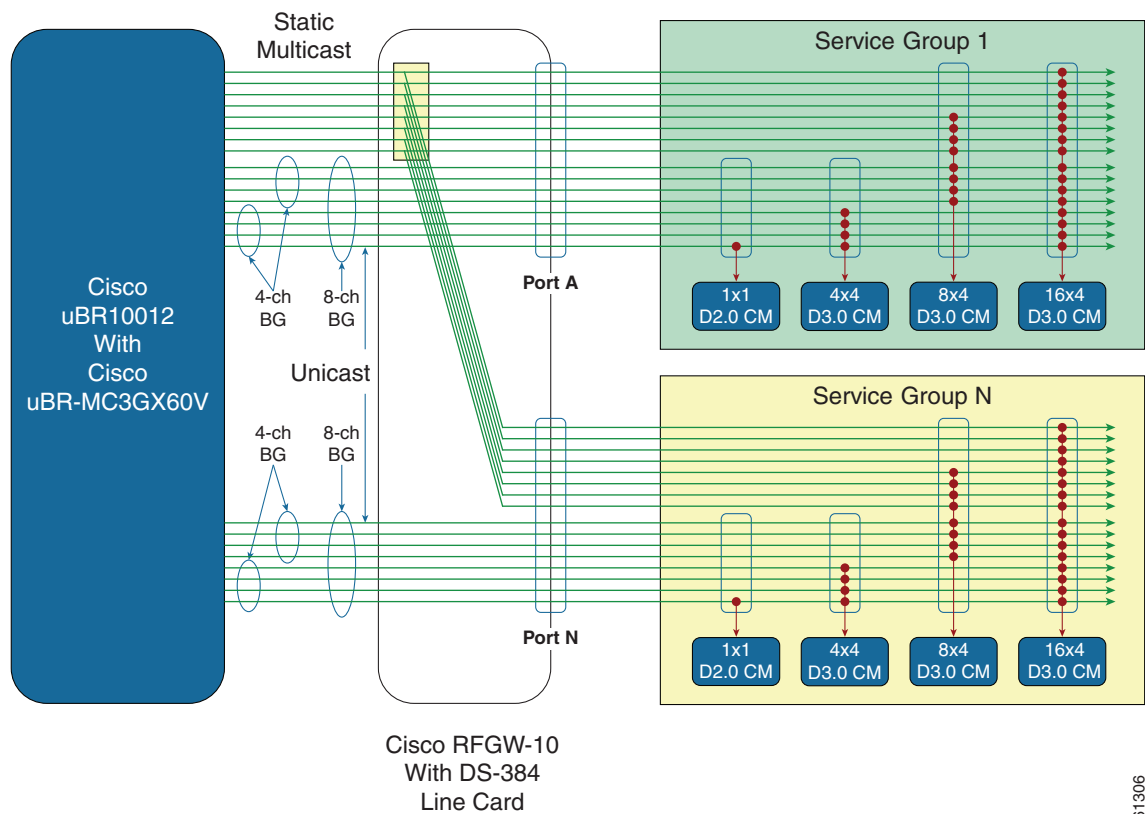 Static
Multicast
Service Group 1
Cisco
uBR10012
With
Cisco
uBR-MC3GX60V
4-ch
BG
8-ch
BG
Port A
1x1
D2.0 CM
4x4
D3.0 CM
8x4
D3.0 CM
16x4
D3.0 CM
Unicast
Service Group N
4-ch
BG
8-ch
BG
Port N
1x1
D2.0 CM
4x4
D3.0 CM
8x4
D3.0 CM
16x4
D3.0 CM
Cisco RFGW-10
With DS-384
Line Card